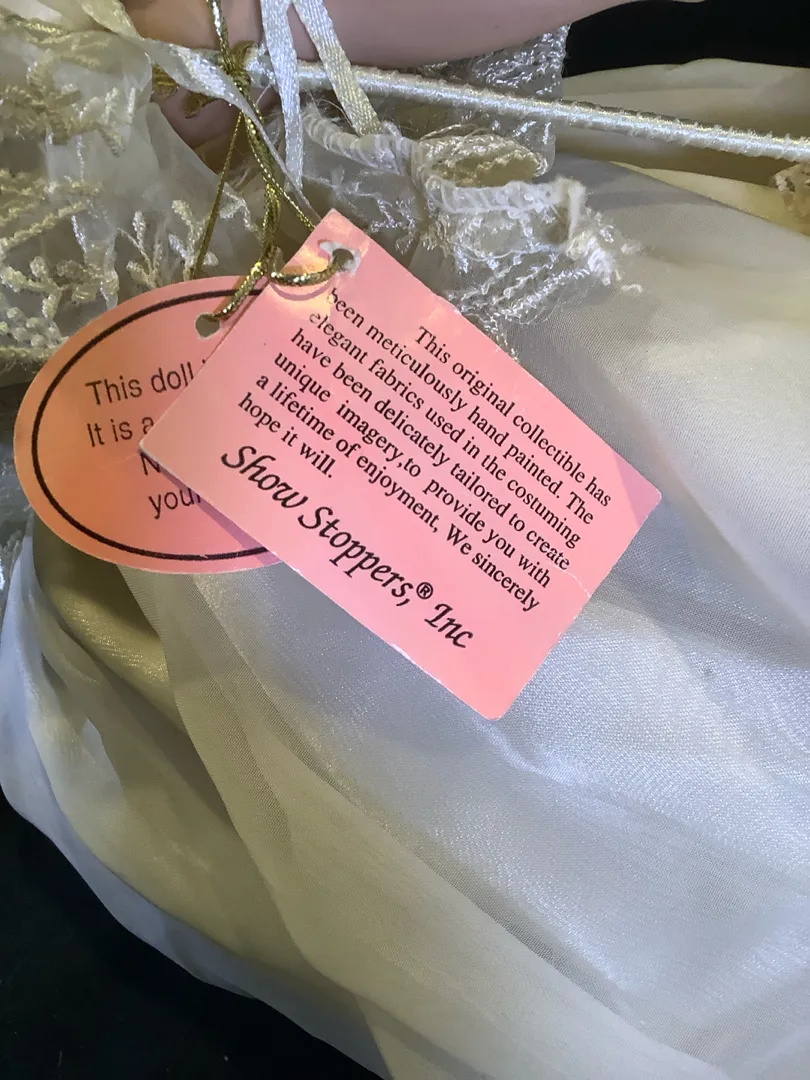 This original collectible has
been meticulously hand painted. The
elegant fabrics used in the costuming
have been delicately tailored to create
unique imagery,to provide you with
a lifetime of enjoyment, We sincerely
hope it will.
Show Stoppers,® Inc
This doll
It is a
N
your